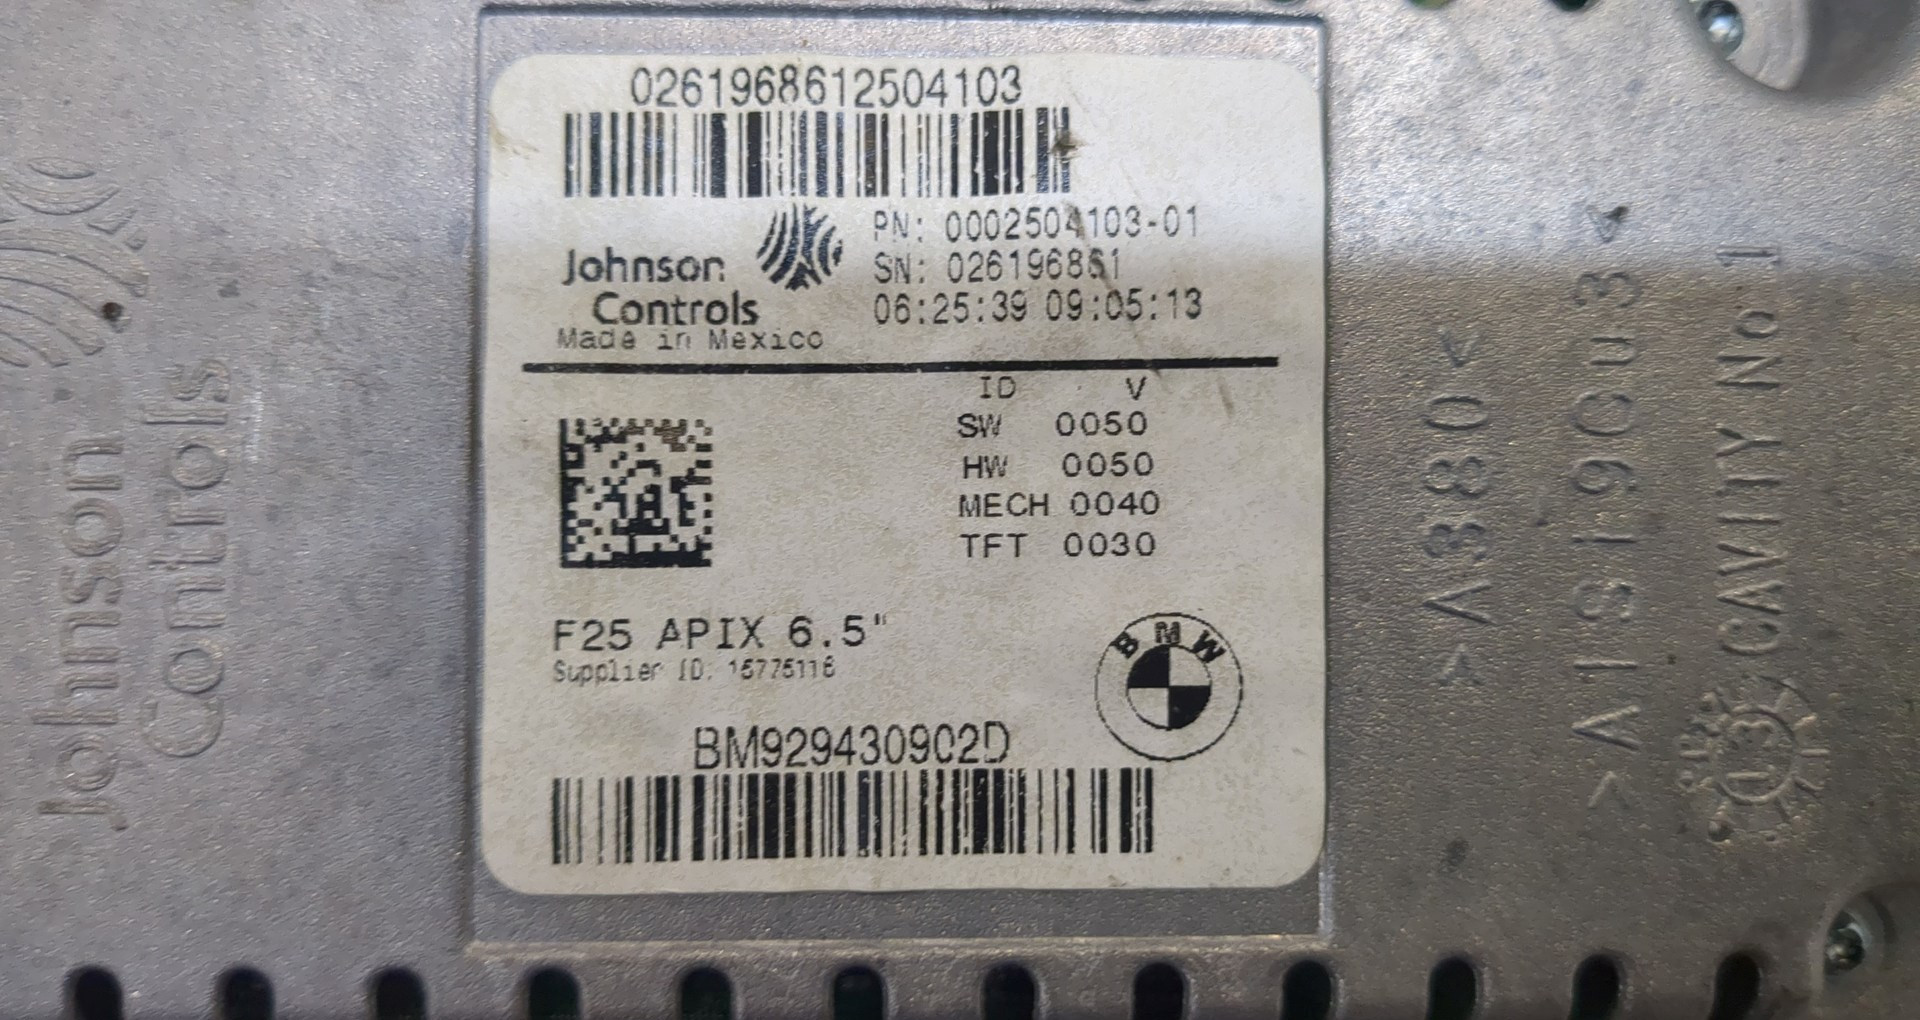 0261968612504103
Johnson
Controls
Made in Mexico
PN: 0002504103-01
SN: 026196861
06:25:39 09:05:13
ID V
SW 0050
HW 0050
MECH 0040
TFT 0030
F25 APIX 6.5"
Supplier ID: 15775116
BMW
BM929430902D
Johnson
Controls
>A380<
>AlSi9Cu3<
CAVITY No 1
13